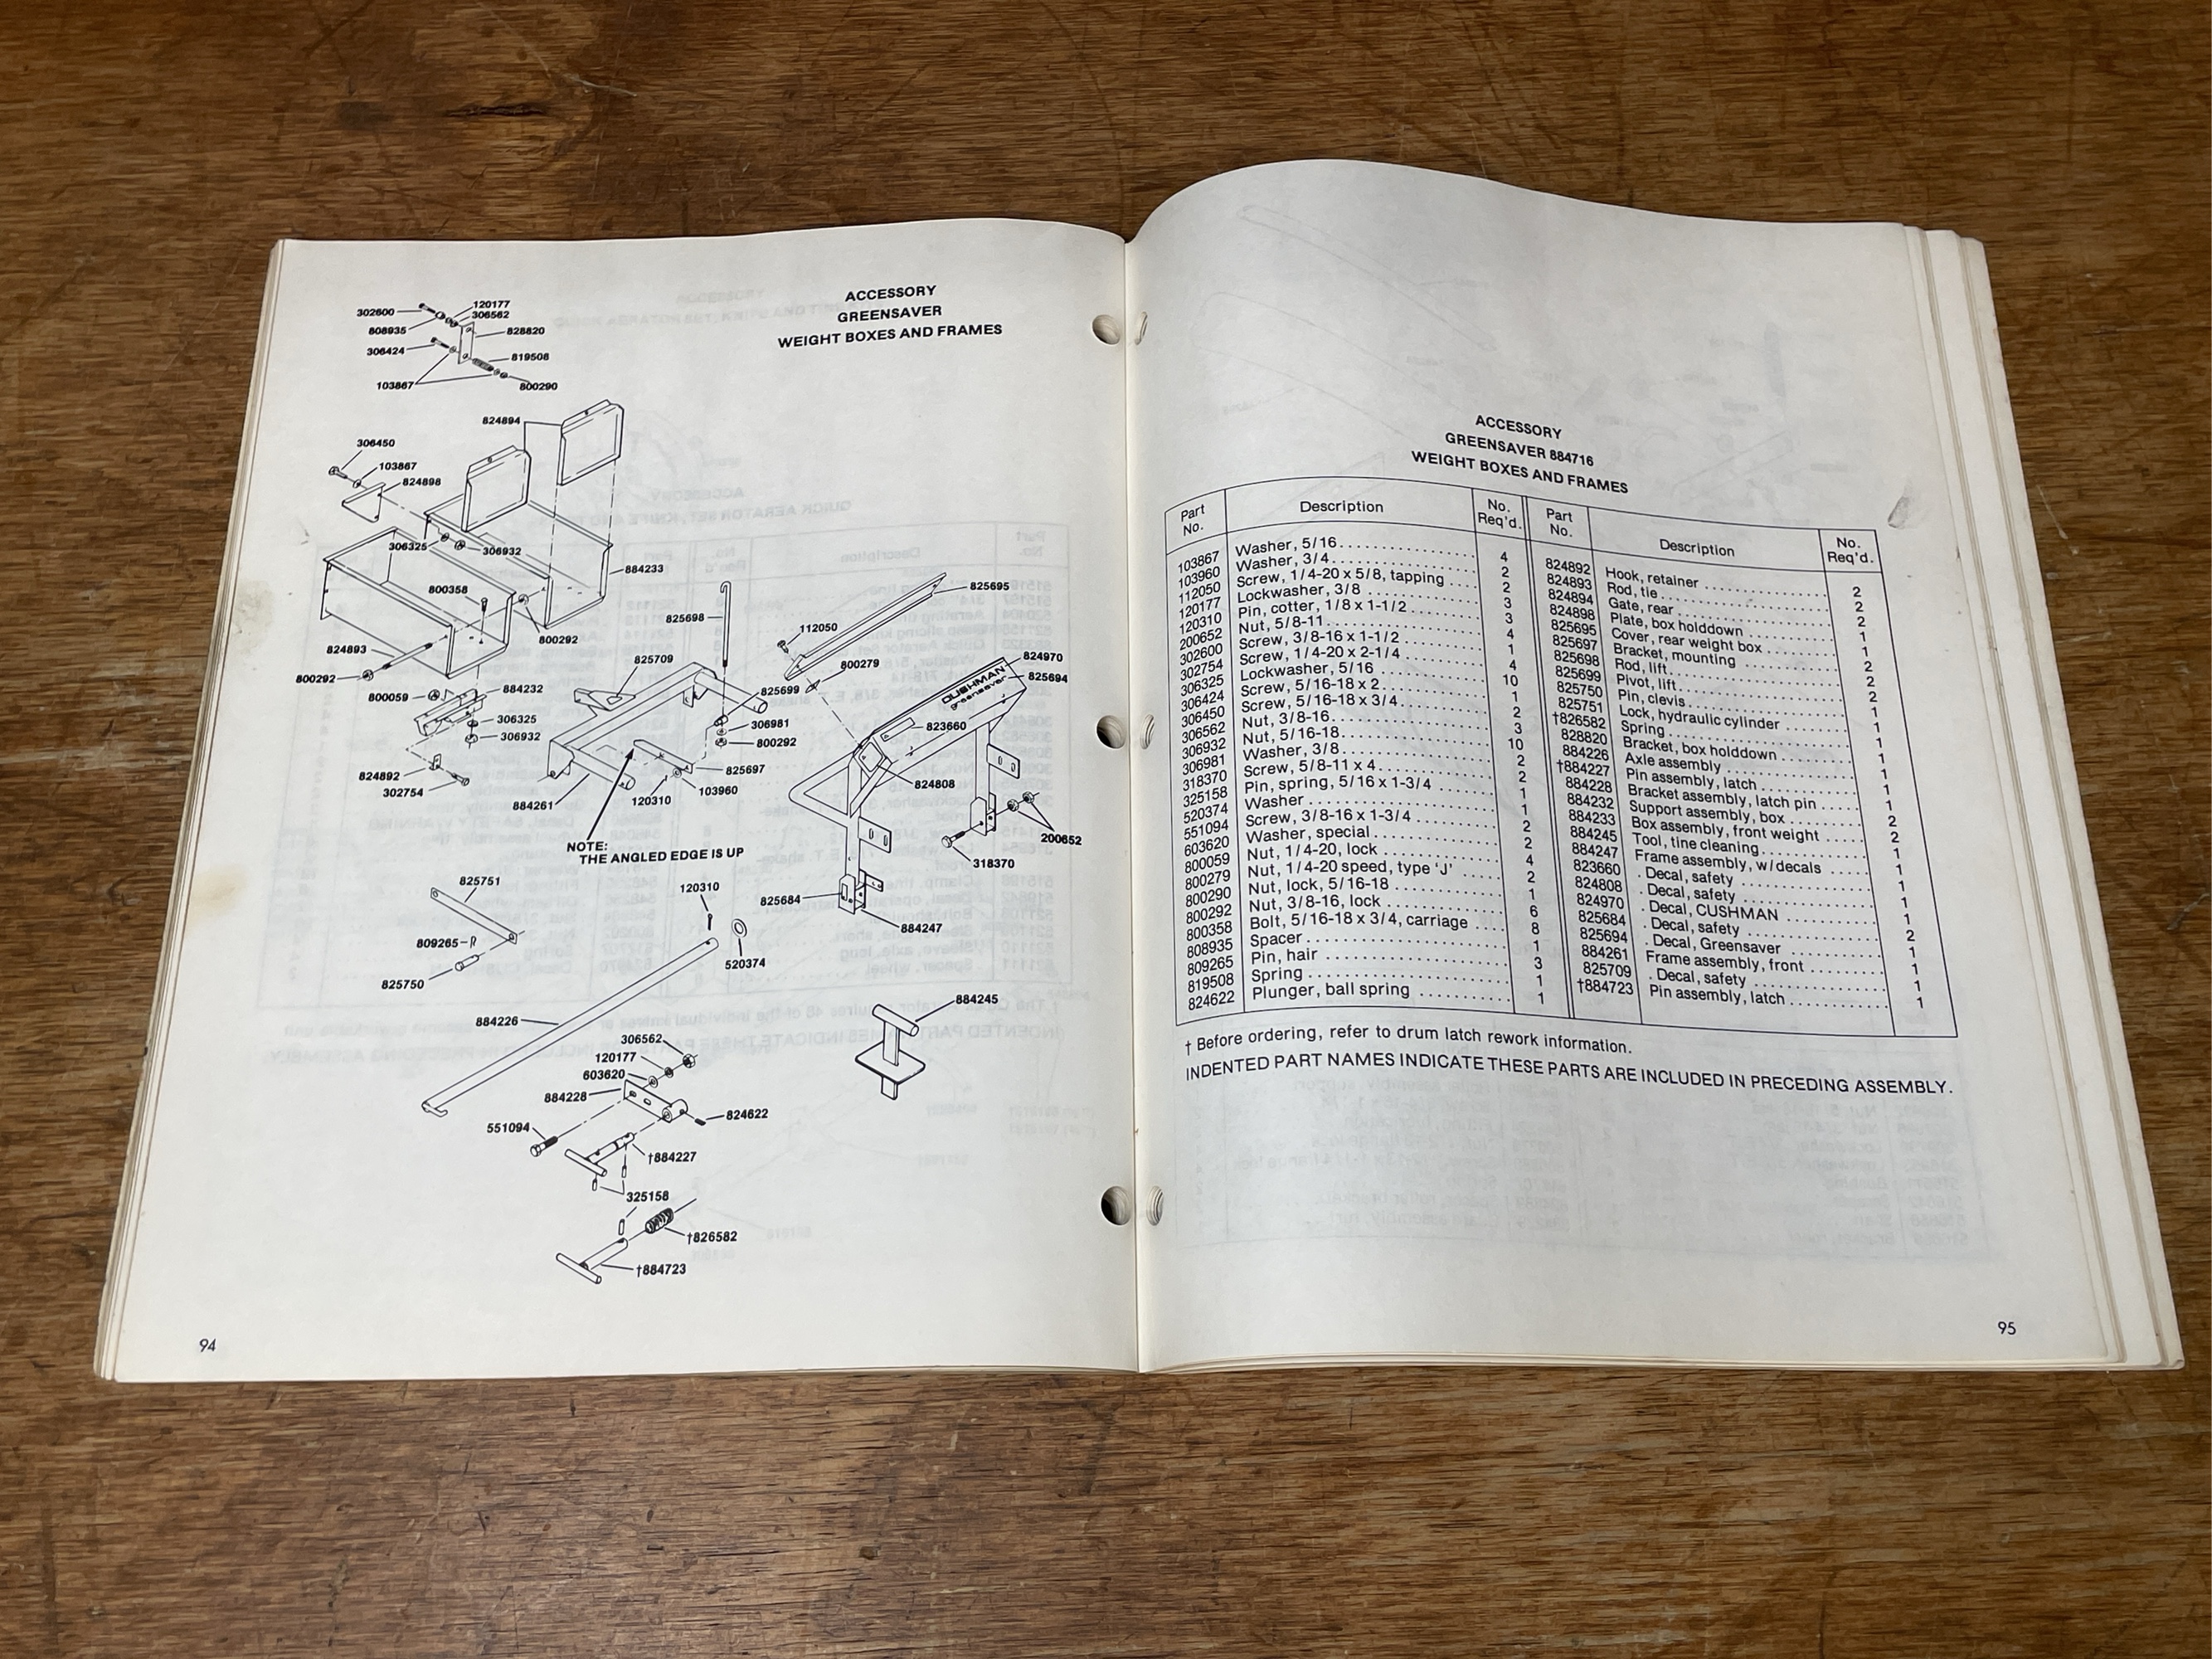 302600
120177
306562
808935
828820
306424
819508
103867
800290
824894
306450
103867
824898
306325
306932
884233
800358
800292
824893
800292
800059
884232
306325
306932
824892
302754
825698
825709
825699
306981
800292
825697
103960
120310
884261
NOTE:
THE ANGLED EDGE IS UP
ACCESSORY
GREENSAVER
WEIGHT BOXES AND FRAMES
825695
112050
800279
824970
825694
CUSHMAN
greensaver
823660
824808
200652
318370
825684
884247
825751
120310
809265
520374
825750
884226
884245
306562
120177
603620
884228
824622
551094
†884227
325158
†826582
†884723
94
ACCESSORY
GREENSAVER 884716
WEIGHT BOXES AND FRAMES
Part No. Description No. Req'd.
103867 Washer, 5/16 4
103960 Washer, 3/4 2
112050 Screw, 1/4-20 x 5/8, tapping 2
120177 Lockwasher, 3/8 3
120310 Pin, cotter, 1/8 x 1-1/2 3
200652 Nut, 5/8-11 4
302600 Screw, 3/8-16 x 1-1/2 1
302754 Screw, 1/4-20 x 2-1/4 4
306325 Lockwasher, 5/16 10
306424 Screw, 5/16-18 x 2 1
306450 Screw, 5/16-18 x 3/4 2
306562 Nut, 3/8-16 3
306932 Nut, 5/16-18 10
306981 Washer, 3/8 2
318370 Screw, 5/8-11 x 4 2
325158 Pin, spring, 5/16 x 1-3/4 1
520374 Washer 1
551094 Screw, 3/8-16 x 1-3/4 2
603620 Washer, special 2
800059 Nut, 1/4-20, lock 4
800279 Nut, 1/4-20 speed, type 'J' 2
800290 Nut, lock, 5/16-18 1
800292 Nut, 3/8-16, lock 6
800358 Bolt, 5/16-18 x 3/4, carriage 8
808935 Spacer 1
809265 Pin, hair 3
819508 Spring 1
824622 Plunger, ball spring 1
Part No. Description No. Req'd.
824892 Hook, retainer 2
824893 Rod, tie 2
824894 Gate, rear 2
824898 Plate, box holddown 1
825695 Cover, rear weight box 1
825697 Bracket, mounting 2
825698 Rod, lift 2
825699 Pivot, lift 2
825750 Pin, clevis 1
825751 Lock, hydraulic cylinder 1
†826582 Spring 1
828820 Bracket, box holddown 1
884226 Axle assembly 1
†884227 Pin assembly, latch 1
884228 Bracket assembly, latch pin 1
884232 Support assembly, box 2
884233 Box assembly, front weight 2
884245 Tool, tine cleaning 1
884247 Frame assembly, w/decals 1
823660 . Decal, safety 1
824808 . Decal, safety 1
824970 . Decal, CUSHMAN 1
825684 . Decal, safety 2
825694 . Decal, Greensaver 1
884261 Frame assembly, front 1
825709 . Decal, safety 1
†884723 Pin assembly, latch 1
† Before ordering, refer to drum latch rework information.
INDENTED PART NAMES INDICATE THESE PARTS ARE INCLUDED IN PRECEDING ASSEMBLY.
95